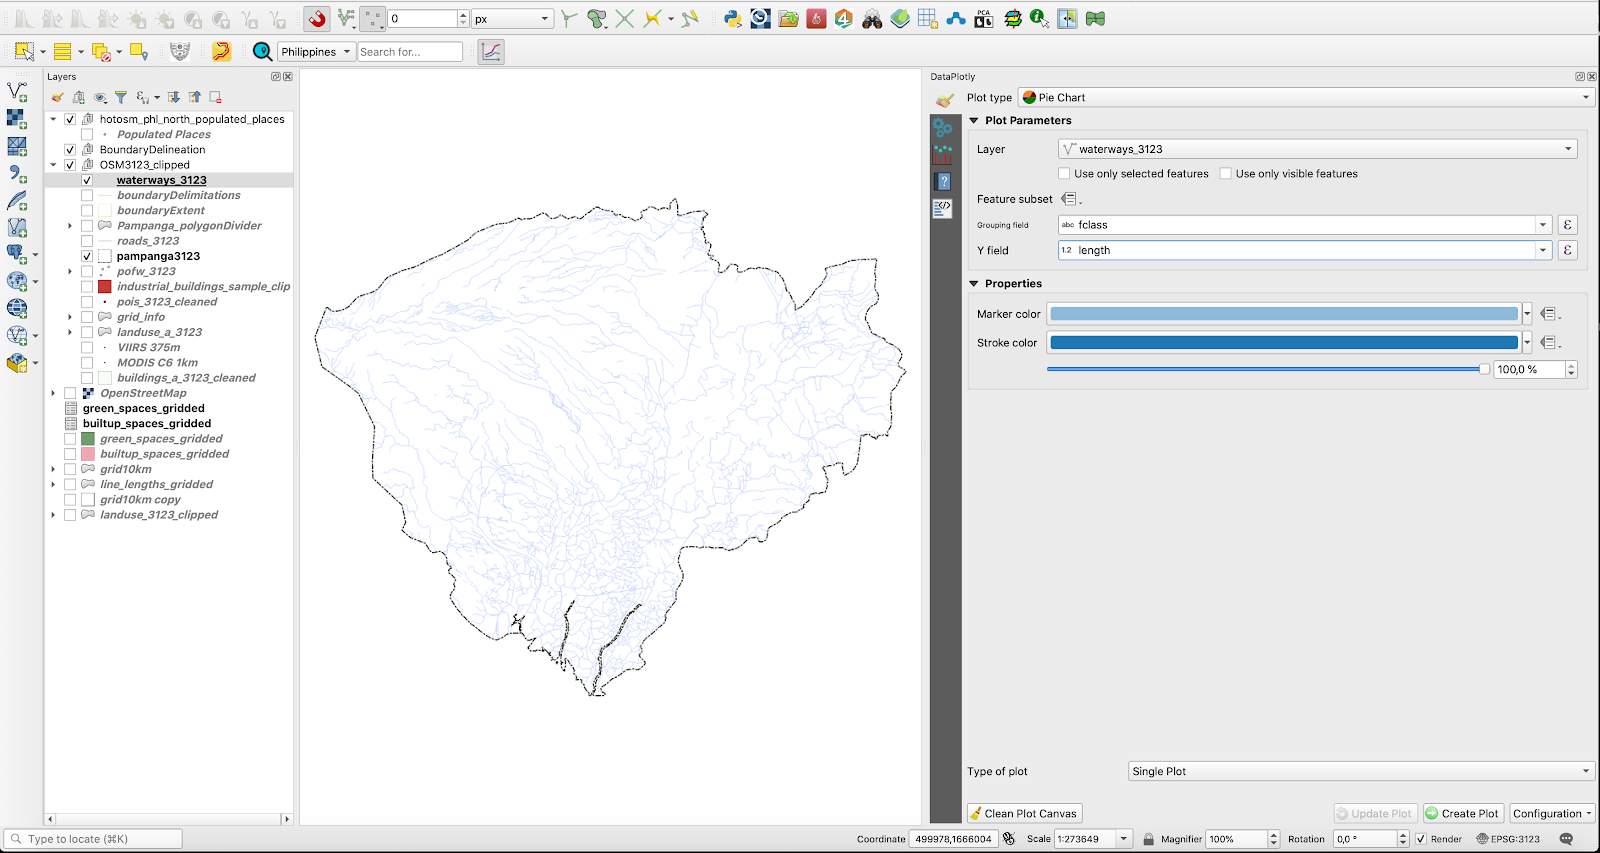 0 px
PCA
Philippines Search for...
Layers
DataPlotly
Plot type Pie Chart
hotosm_phl_north_populated_places
Populated Places
BoundaryDelineation
OSM3123_clipped
waterways_3123
boundaryDelimitations
boundaryExtent
Pampanga_polygonDivider
roads_3123
pampanga3123
pofw_3123
industrial_buildings_sample_clip
pois_3123_cleaned
grid_info
landuse_a_3123
VIIRS 375m
MODIS C6 1km
buildings_a_3123_cleaned
OpenStreetMap
green_spaces_gridded
builtup_spaces_gridded
green_spaces_gridded
builtup_spaces_gridded
grid10km
line_lengths_gridded
grid10km copy
landuse_3123_clipped
Plot Parameters
Layer waterways_3123
Use only selected features Use only visible features
Feature subset
Grouping field abc fclass ε
Y field 1.2 length ε
Properties
Marker color
Stroke color
100,0 %
Type of plot Single Plot
Clean Plot Canvas Update Plot Create Plot Configuration
Type to locate (⌘K) Coordinate 499978,1666004 Scale 1:273649 Magnifier 100% Rotation 0,0 ° Render EPSG:3123